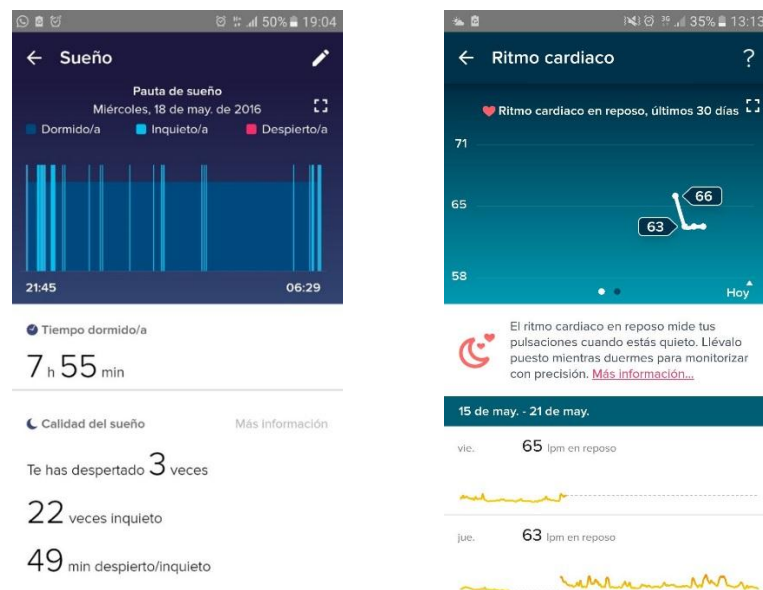 50% 19:04
Sueño
Pauta de sueño
Miércoles, 18 de may. de 2016
Dormido/a Inquieto/a Despierto/a
21:45 06:29
Tiempo dormido/a
7 h 55 min
Calidad del sueño Más información
Te has despertado 3 veces
22 veces inquieto
49 min despierto/inquieto
35% 13:13
Ritmo cardiaco ?
Ritmo cardiaco en reposo, últimos 30 días
71
66
65
63
58
Hoy
El ritmo cardiaco en reposo mide tus
pulsaciones cuando estás quieto. Llévalo
puesto mientras duermes para monitorizar
con precisión. Más información...
15 de may. - 21 de may.
vie. 65 lpm en reposo
jue. 63 lpm en reposo